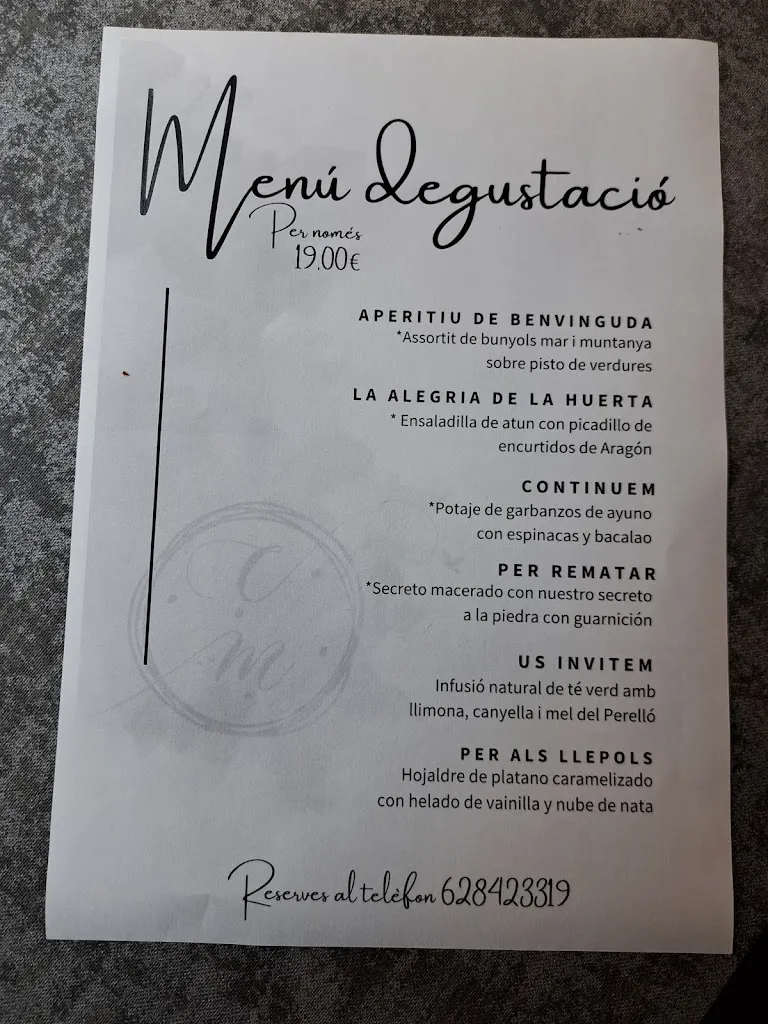 Menú degustació
Per només
19.00€
APERITIU DE BENVINGUDA
*Assortit de bunyols mar i muntanya
sobre pisto de verdures
LA ALEGRIA DE LA HUERTA
* Ensaladilla de atun con picadillo de
encurtidos de Aragón
CONTINUEM
*Potaje de garbanzos de ayuno
con espinacas y bacalao
PER REMATAR
*Secreto macerado con nuestro secreto
a la piedra con guarnición
US INVITEM
Infusió natural de té verd amb
llimona, canyella i mel del Perelló
PER ALS LLEPOLS
Hojaldre de platano caramelizado
con helado de vainilla y nube de nata
Reserves al telèfon 628423319
C
m